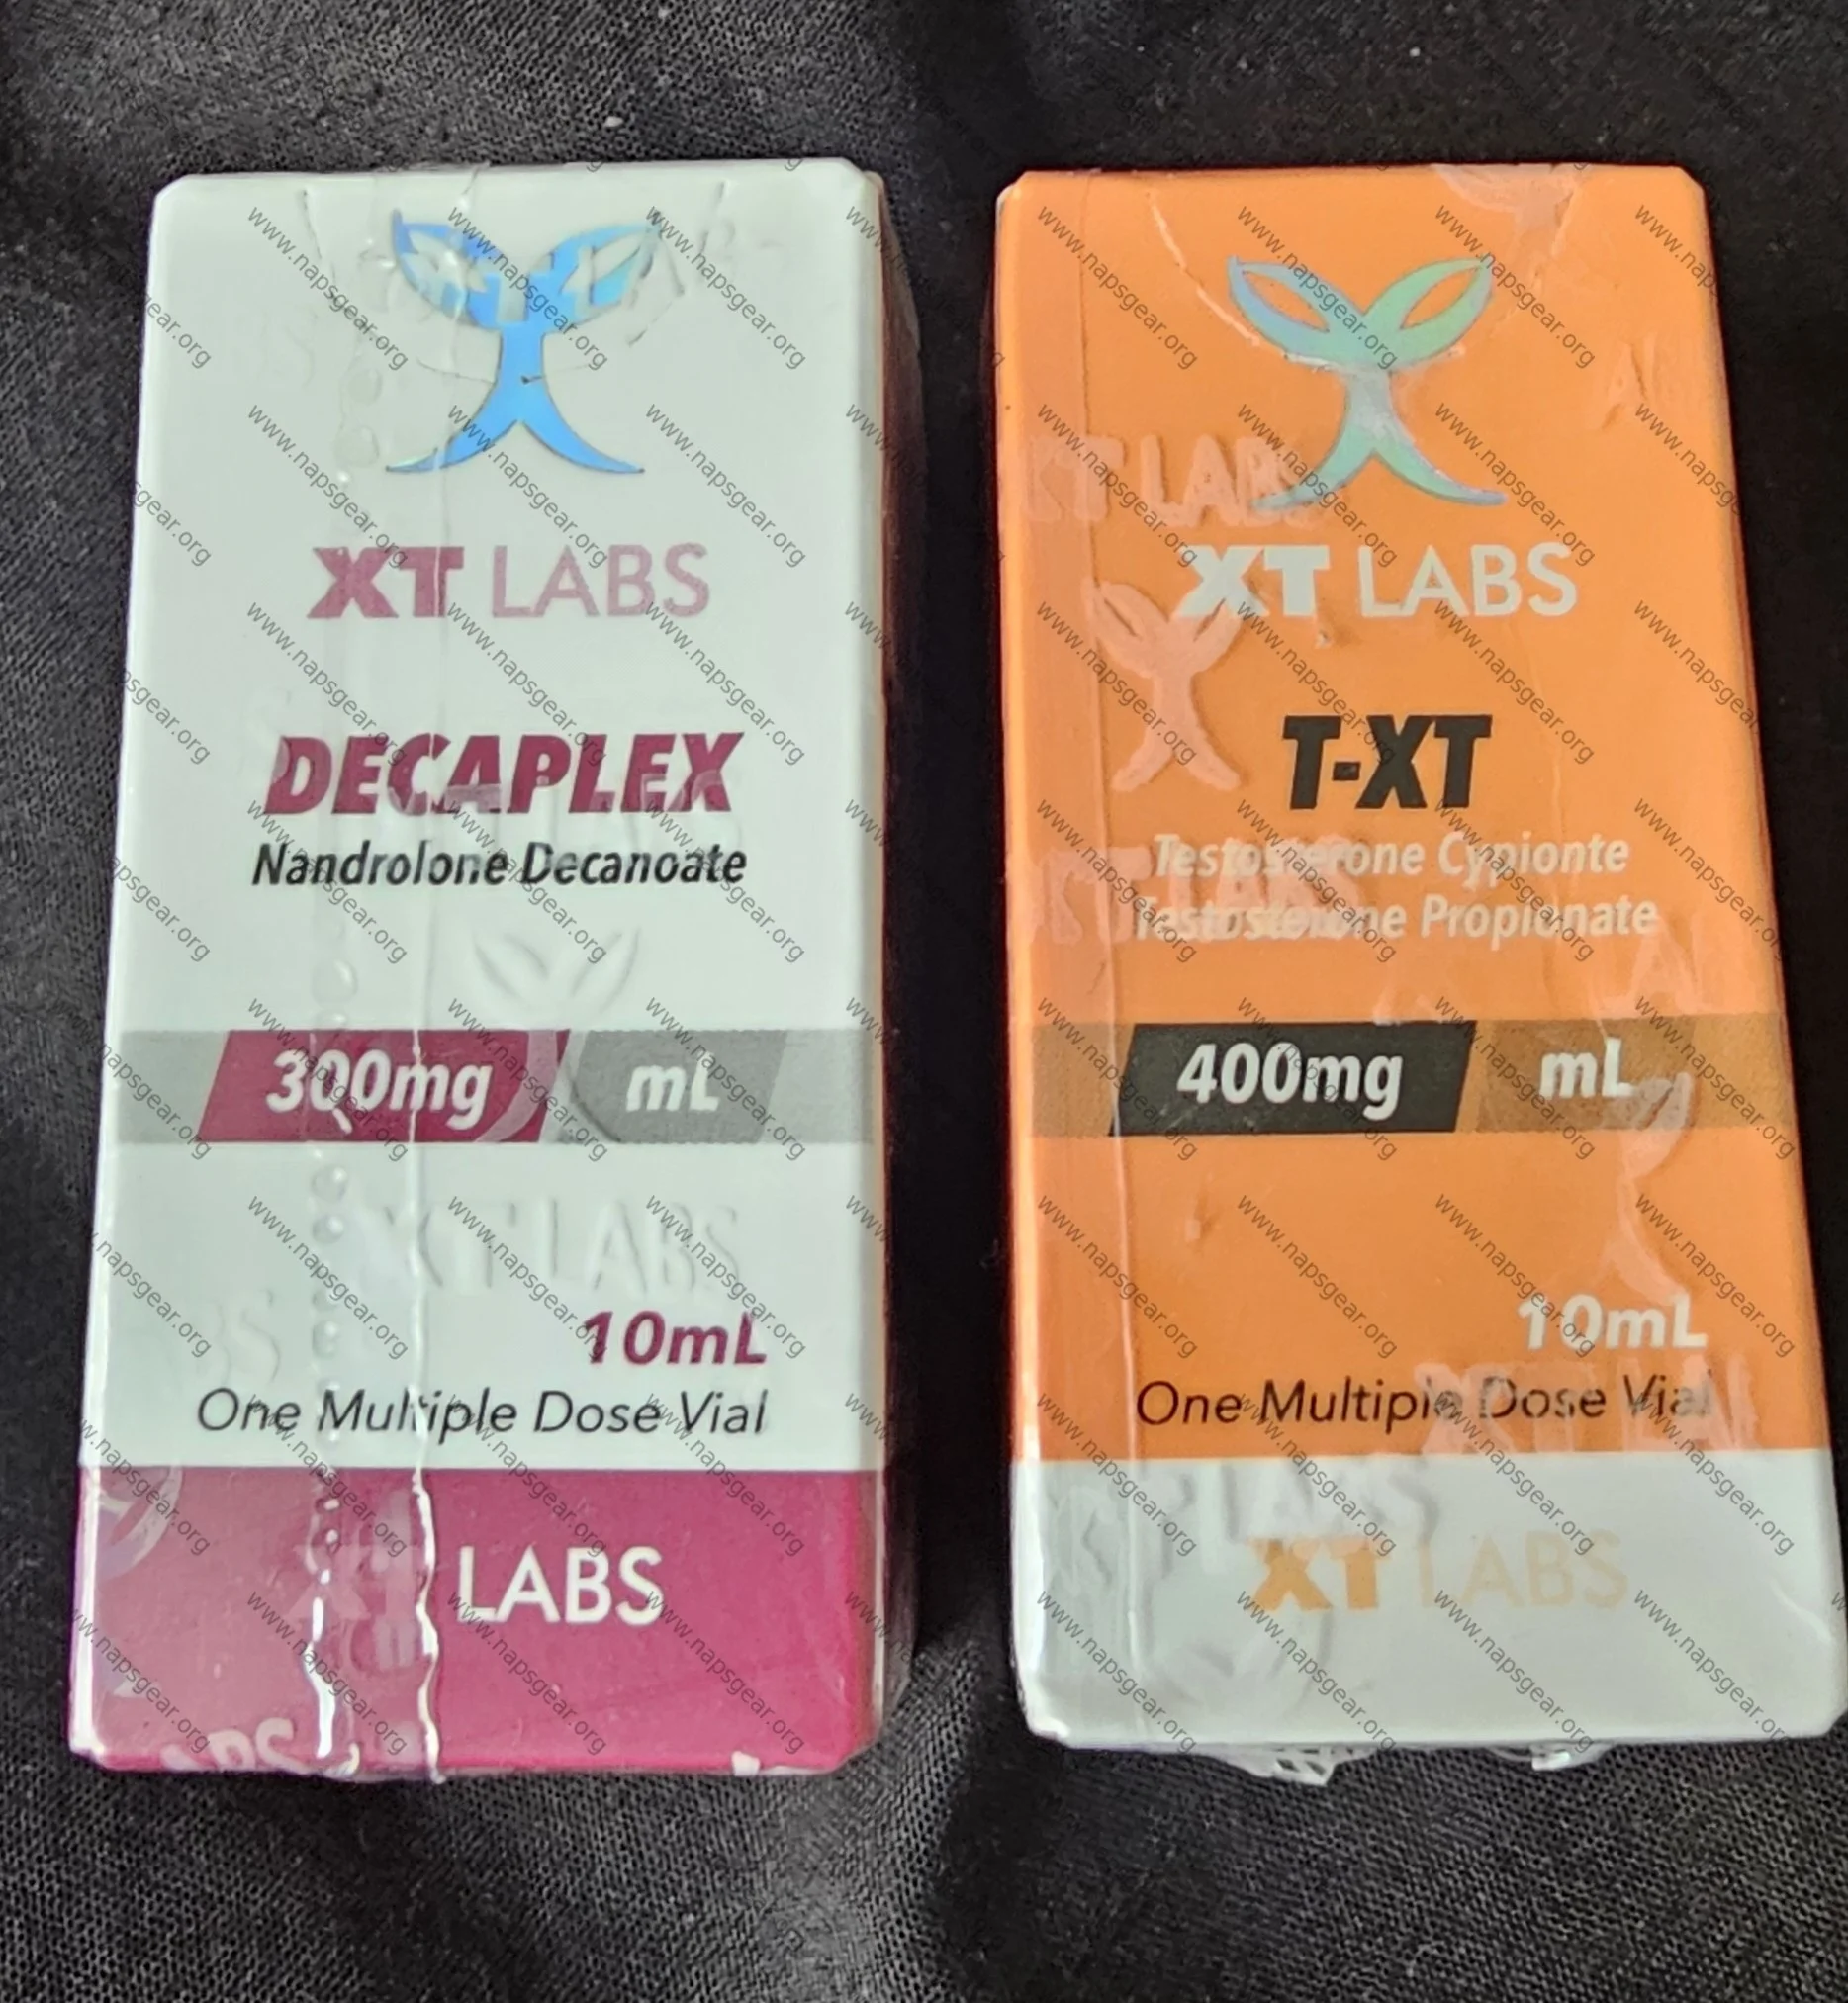 XT LABS
DECAPLEX
Nandrolone Decanoate
300mg mL
10mL
One Multiple Dose Vial
XT LABS
XT LABS
T-XT
Testosterone Cypionte
Testosterone Propionate
400mg mL
10mL
One Multiple Dose Vial
XT LABS
www.napsgear.org